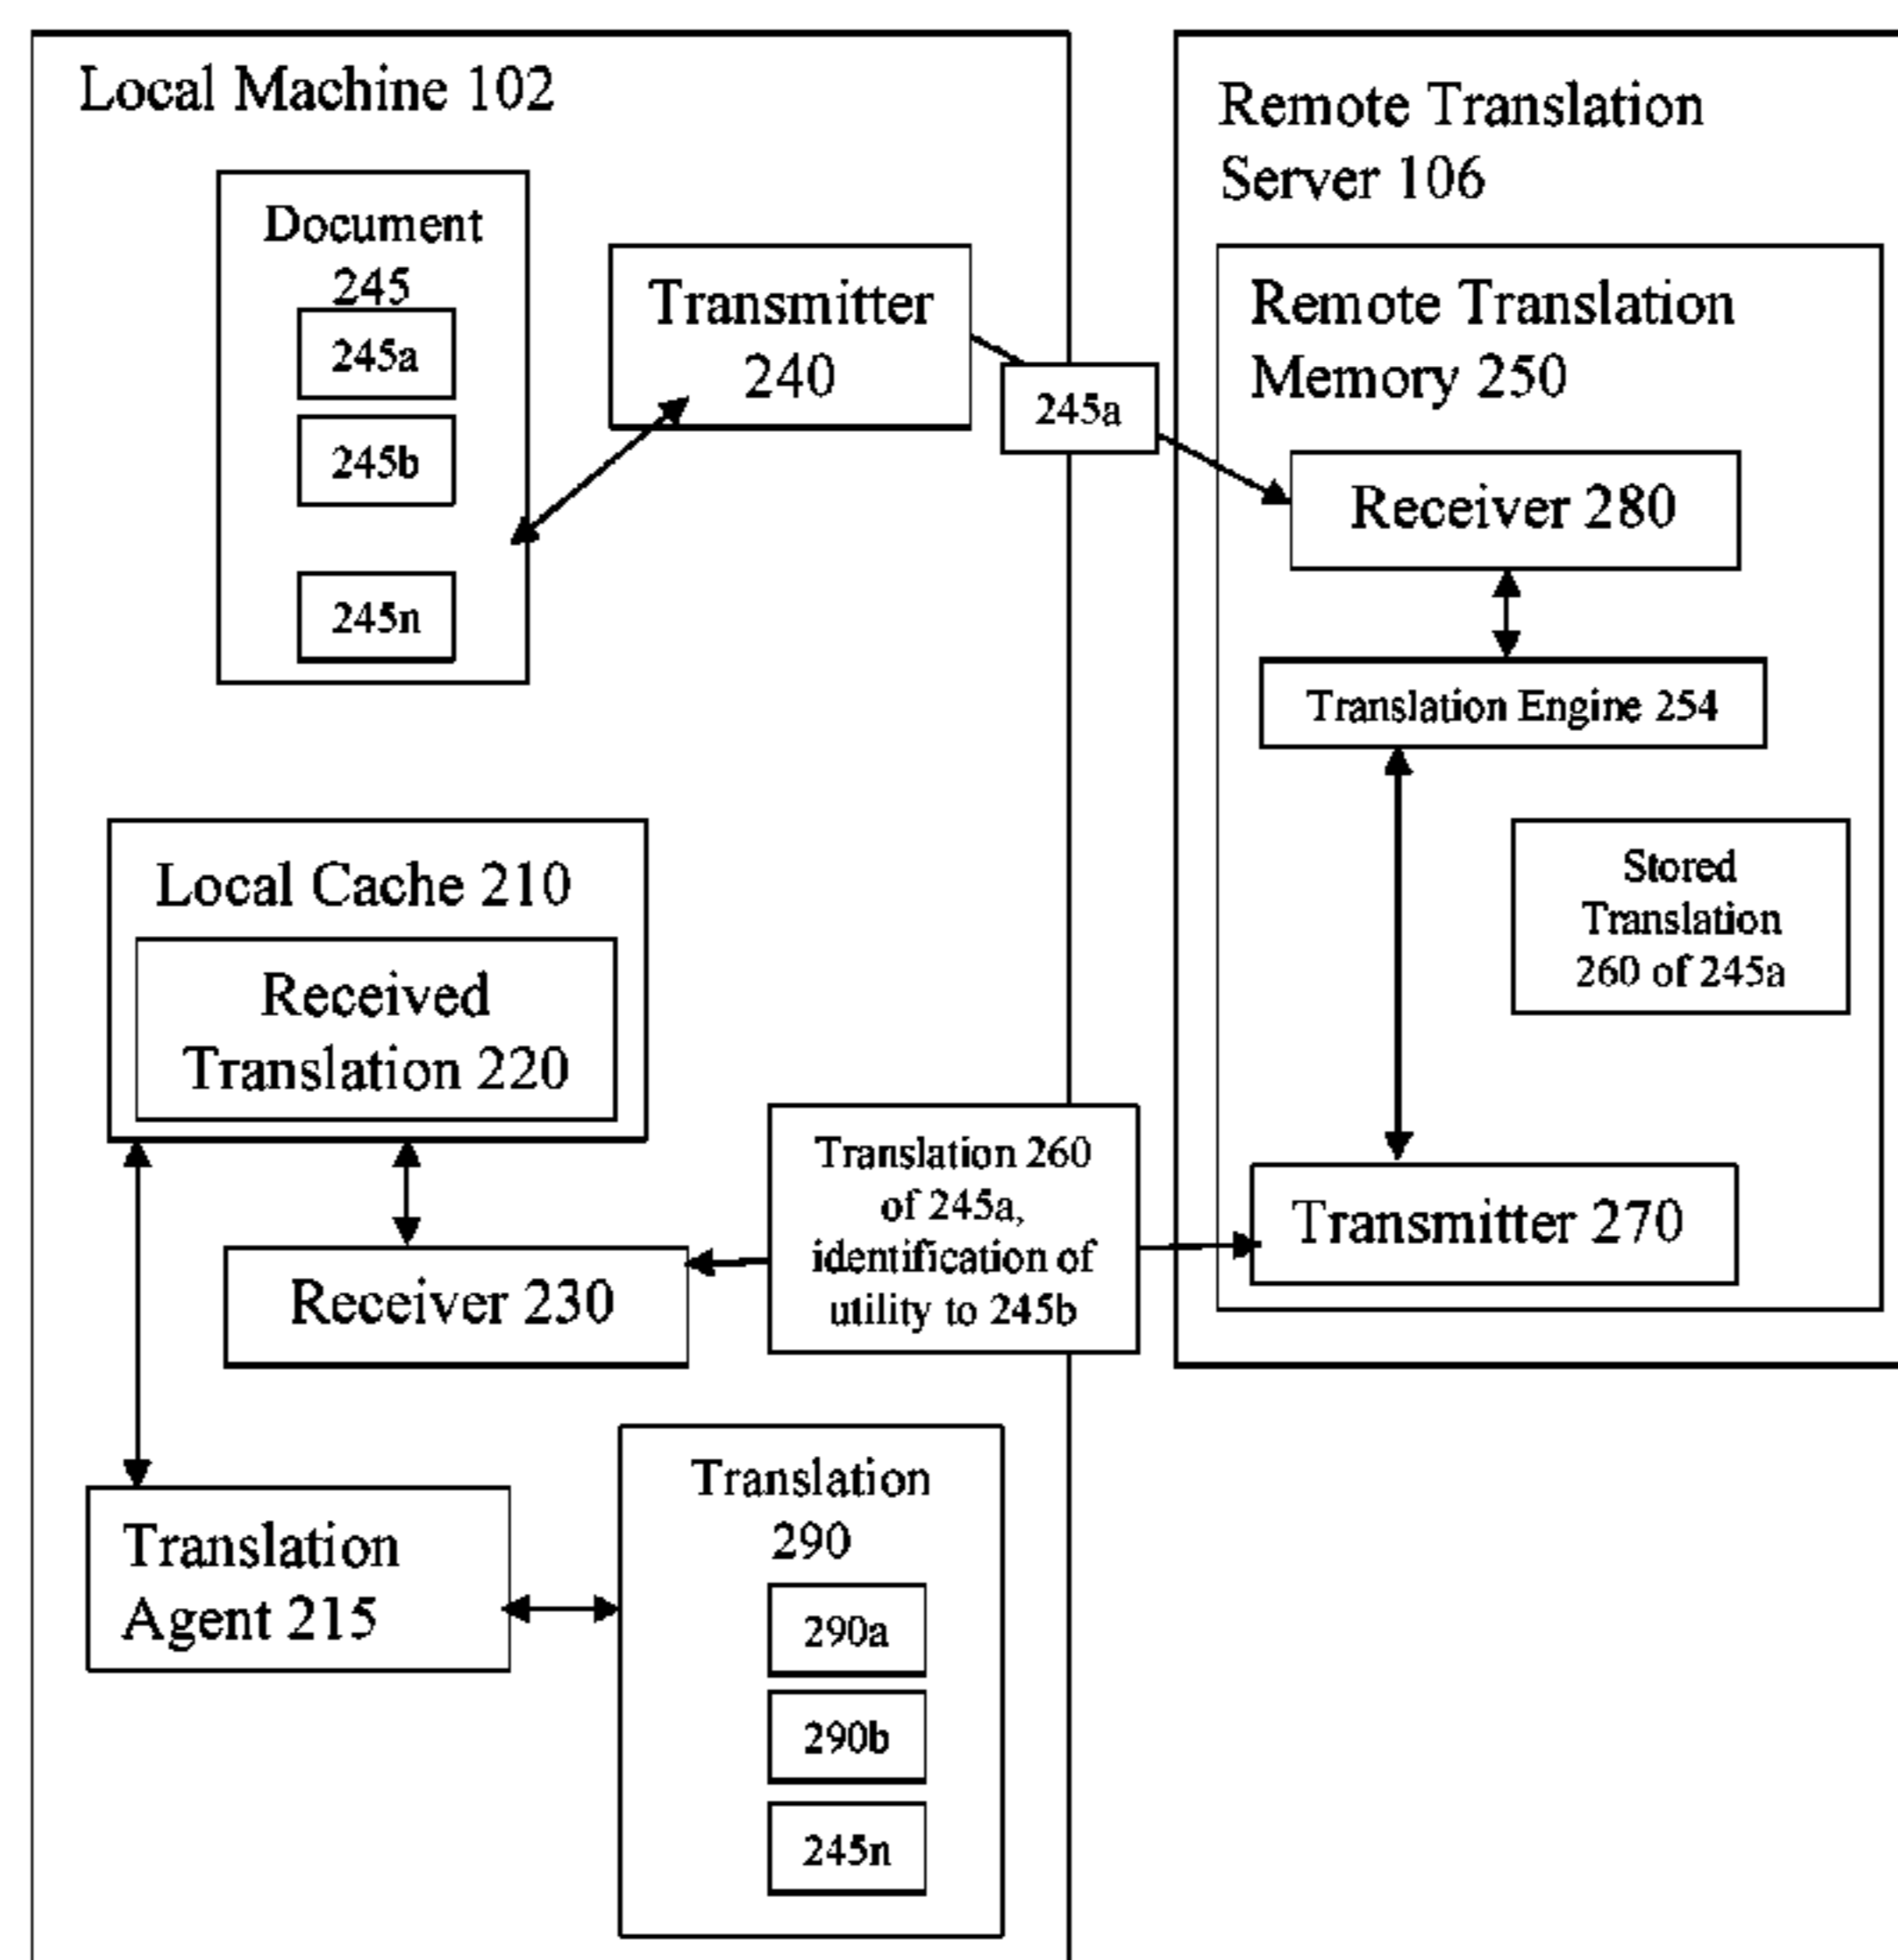 Local Machine 102
Document
245
245a
245b
245n
Transmitter
240
245a
Remote Translation
Server 106
Remote Translation
Memory 250
Receiver 280
Translation Engine 254
Stored
Translation
260 of 245a
Transmitter 270
Local Cache 210
Received
Translation 220
Translation 260
of 245a,
identification of
utility to 245b
Receiver 230
Translation
Agent 215
Translation
290
290a
290b
245n